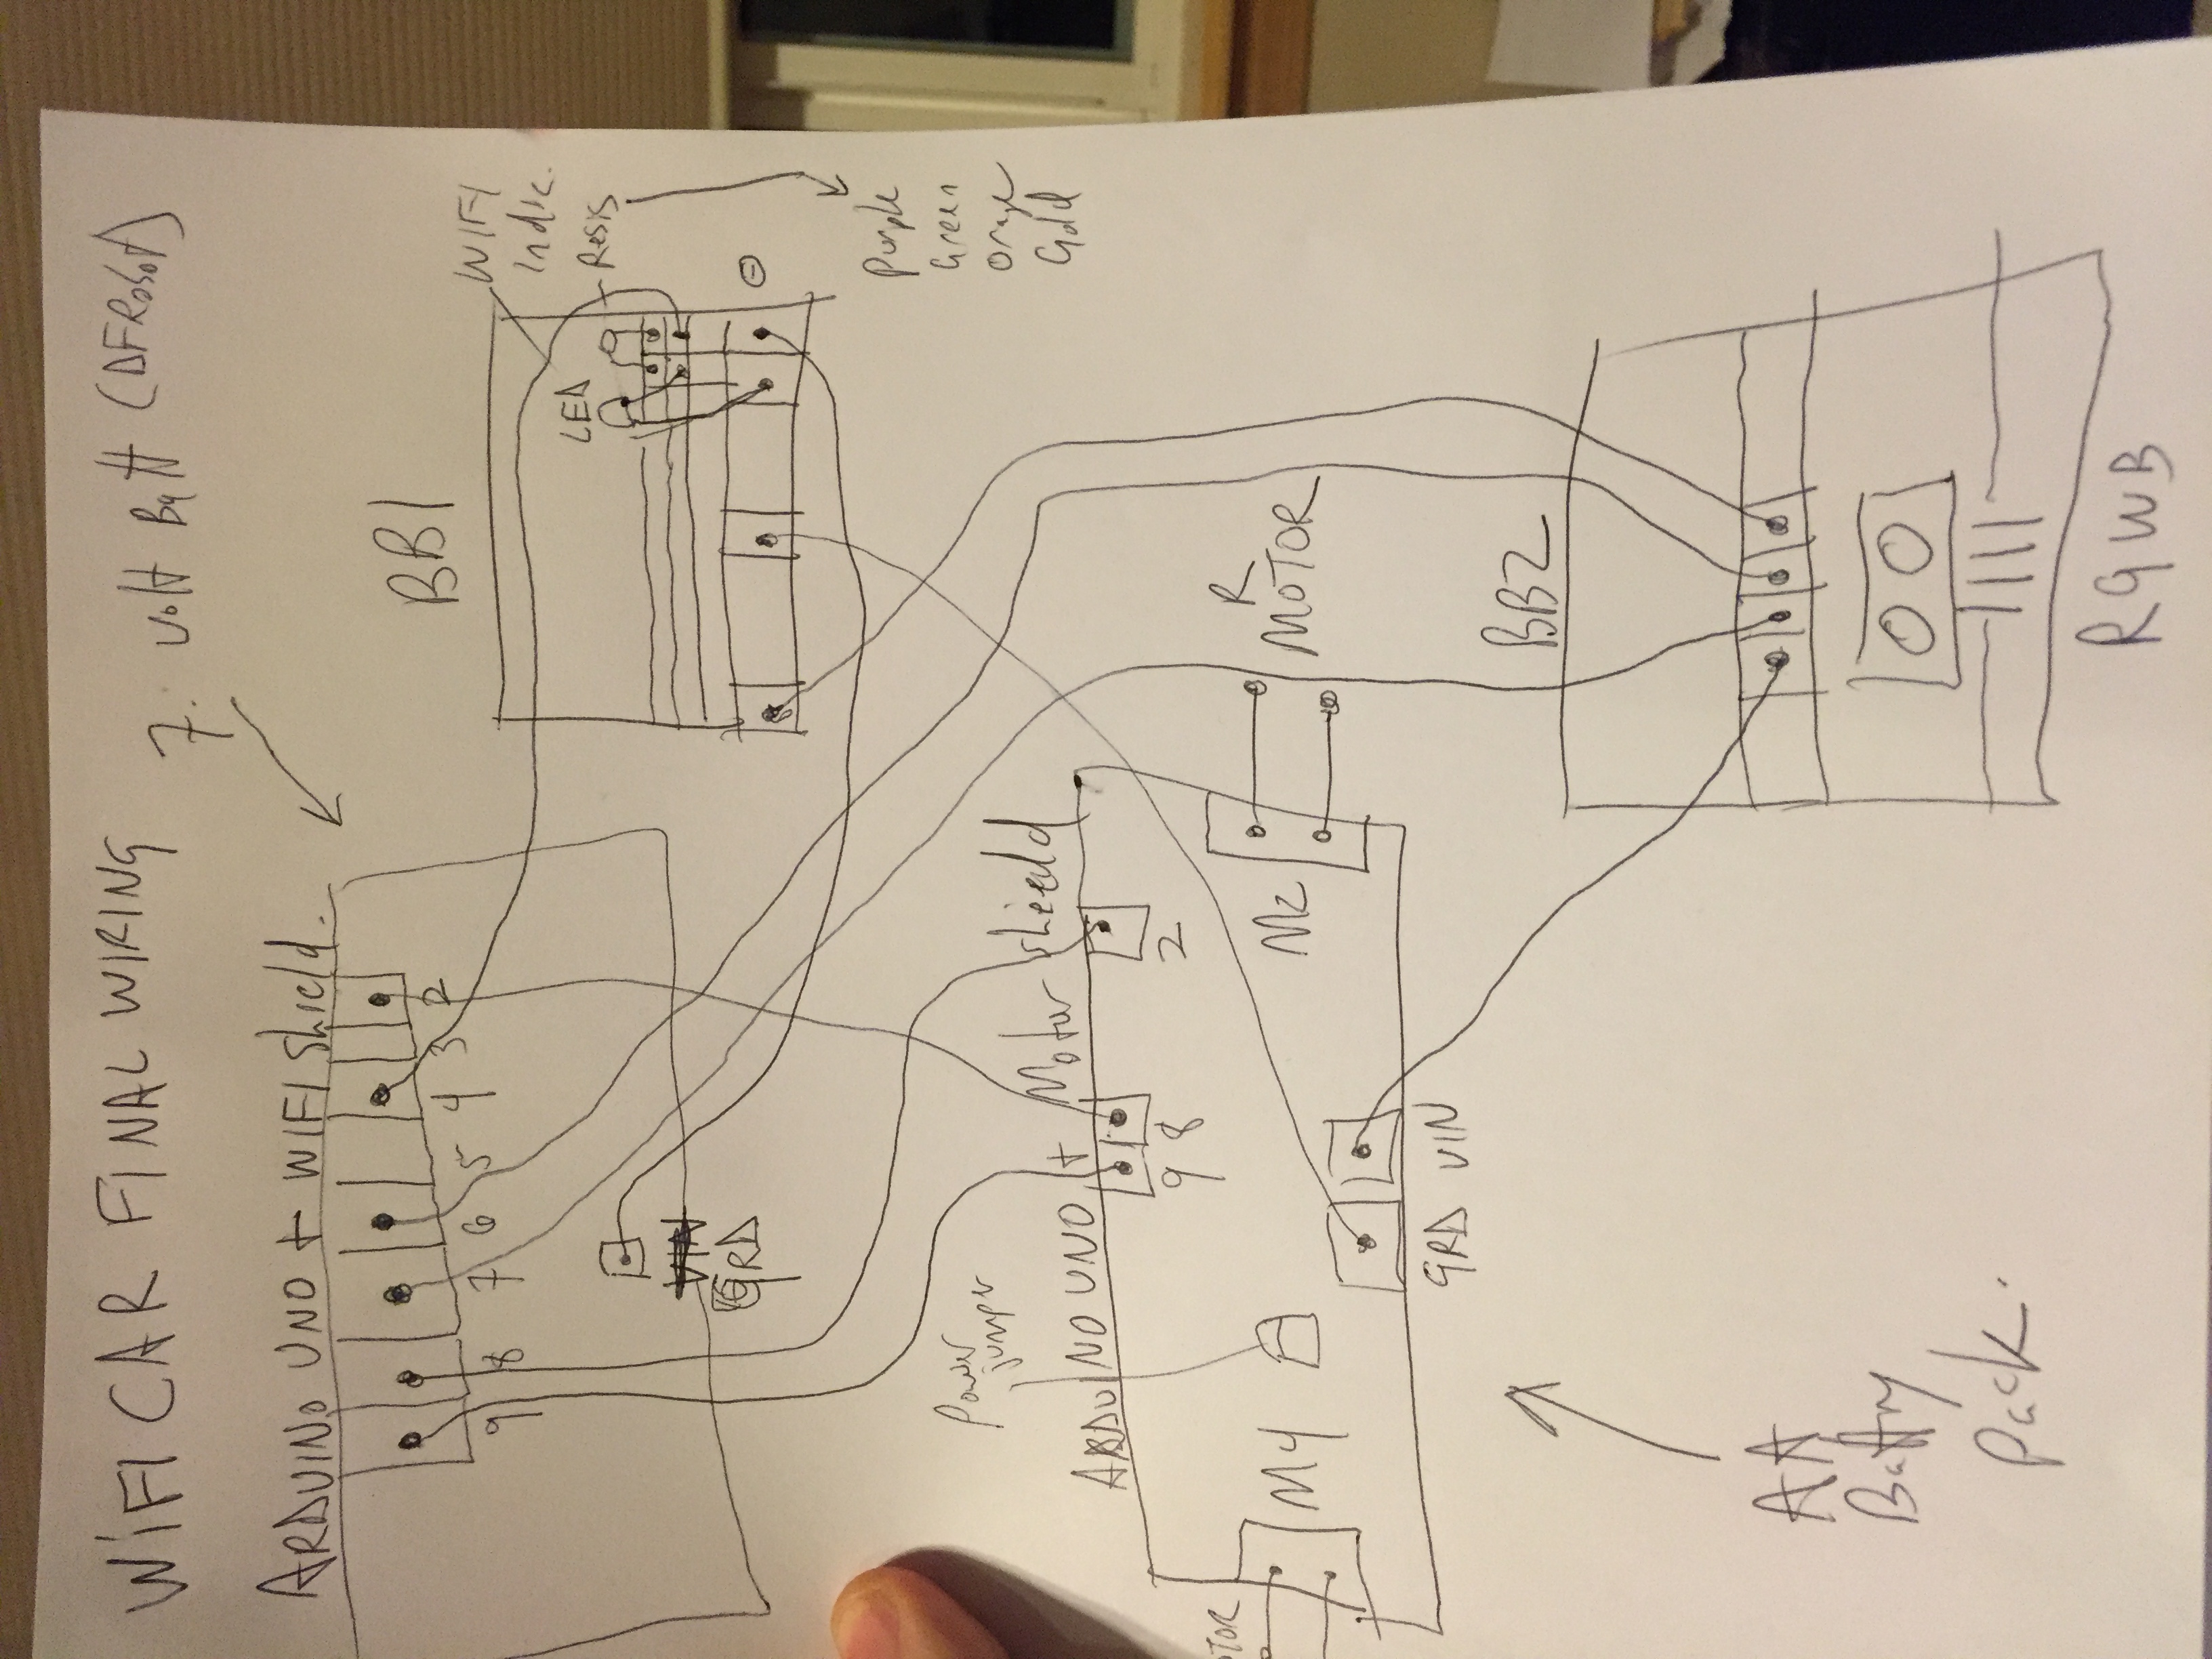 WIFI CAR FINAL WIRING
7. Volt Batt (DFRobot)
ARDUINO UNO + WIFI Shield.
9 8 7 6 5 4 3 2
BB1
WIFI
Indic.
LED
Resis
VIN
GRD
Purple
Green
Orange
Gold
Power
jumper
ARDUINO UNO + Motor Shield
9 8 2
OTOR
M4
M2
R
MOTOR
GRD VIN
BB2
AA
Battry
Pack.
RGWB